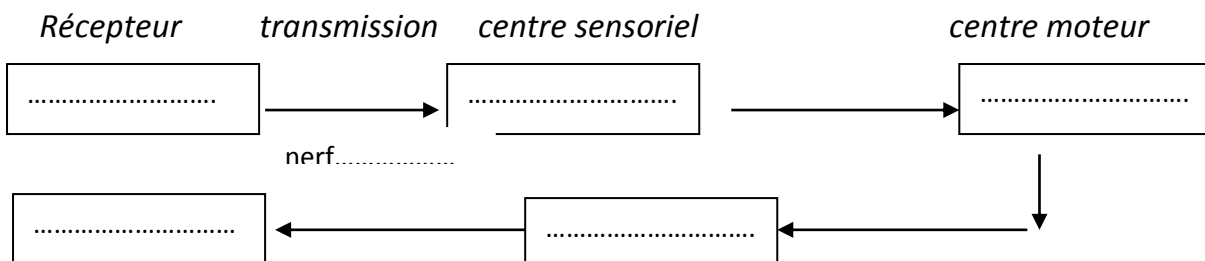 Récepteur transmission centre sensoriel centre moteur
………………………. …………………………. ………………………….
nerf………………
………………………… ………………………….